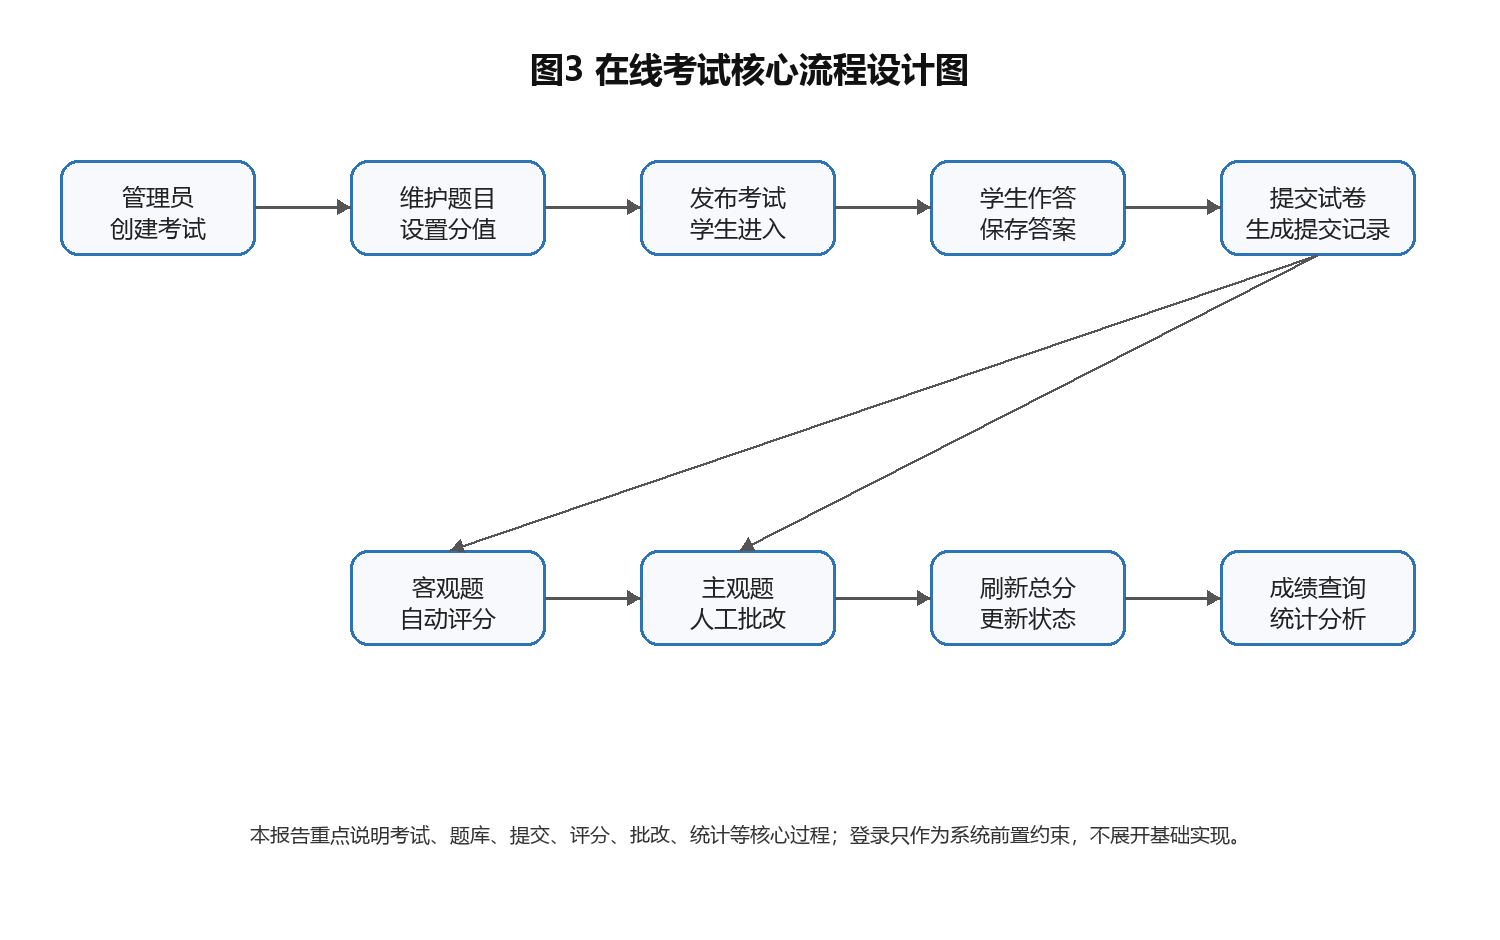 图3 在线考试核心流程设计图
管理员
创建考试
维护题目
设置分值
发布考试
学生进入
学生作答
保存答案
提交试卷
生成提交记录
客观题
自动评分
主观题
人工批改
刷新总分
更新状态
成绩查询
统计分析
本报告重点说明考试、题库、提交、评分、批改、统计等核心过程；登录只作为系统前置约束，不展开基础实现。